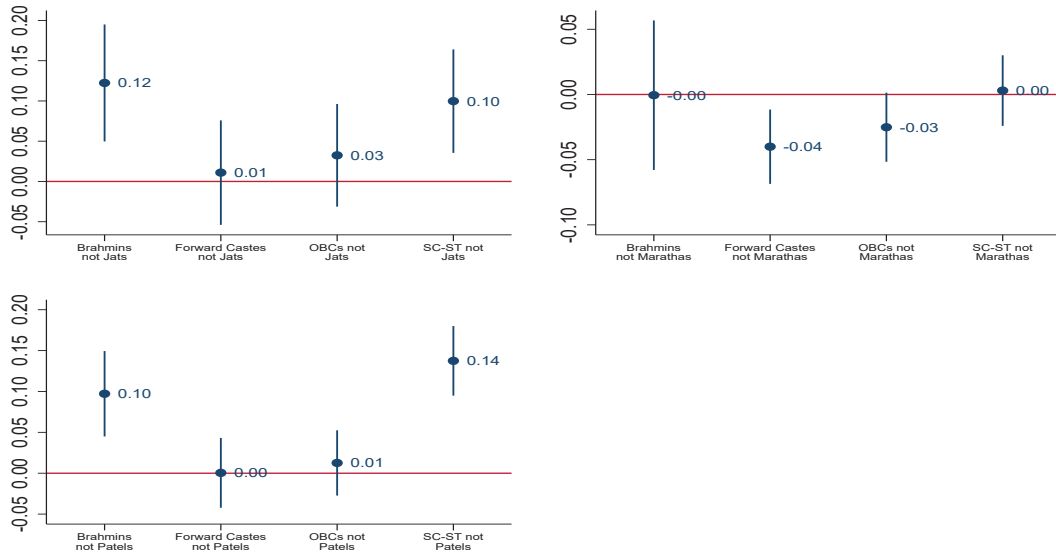 0.20
0.15
0.10
0.05
0.00
-0.05
0.12
0.01
0.03
0.10
Brahmins
not Jats
Forward Castes
not Jats
OBCs not
Jats
SC-ST not
Jats
0.05
0.00
-0.05
-0.10
-0.00
-0.04
-0.03
0.00
Brahmins
not Marathas
Forward Castes
not Marathas
OBCs not
Marathas
SC-ST not
Marathas
0.20
0.15
0.10
0.05
0.00
-0.05
0.10
0.00
0.01
0.14
Brahmins
not Patels
Forward Castes
not Patels
OBCs not
Patels
SC-ST not
Patels